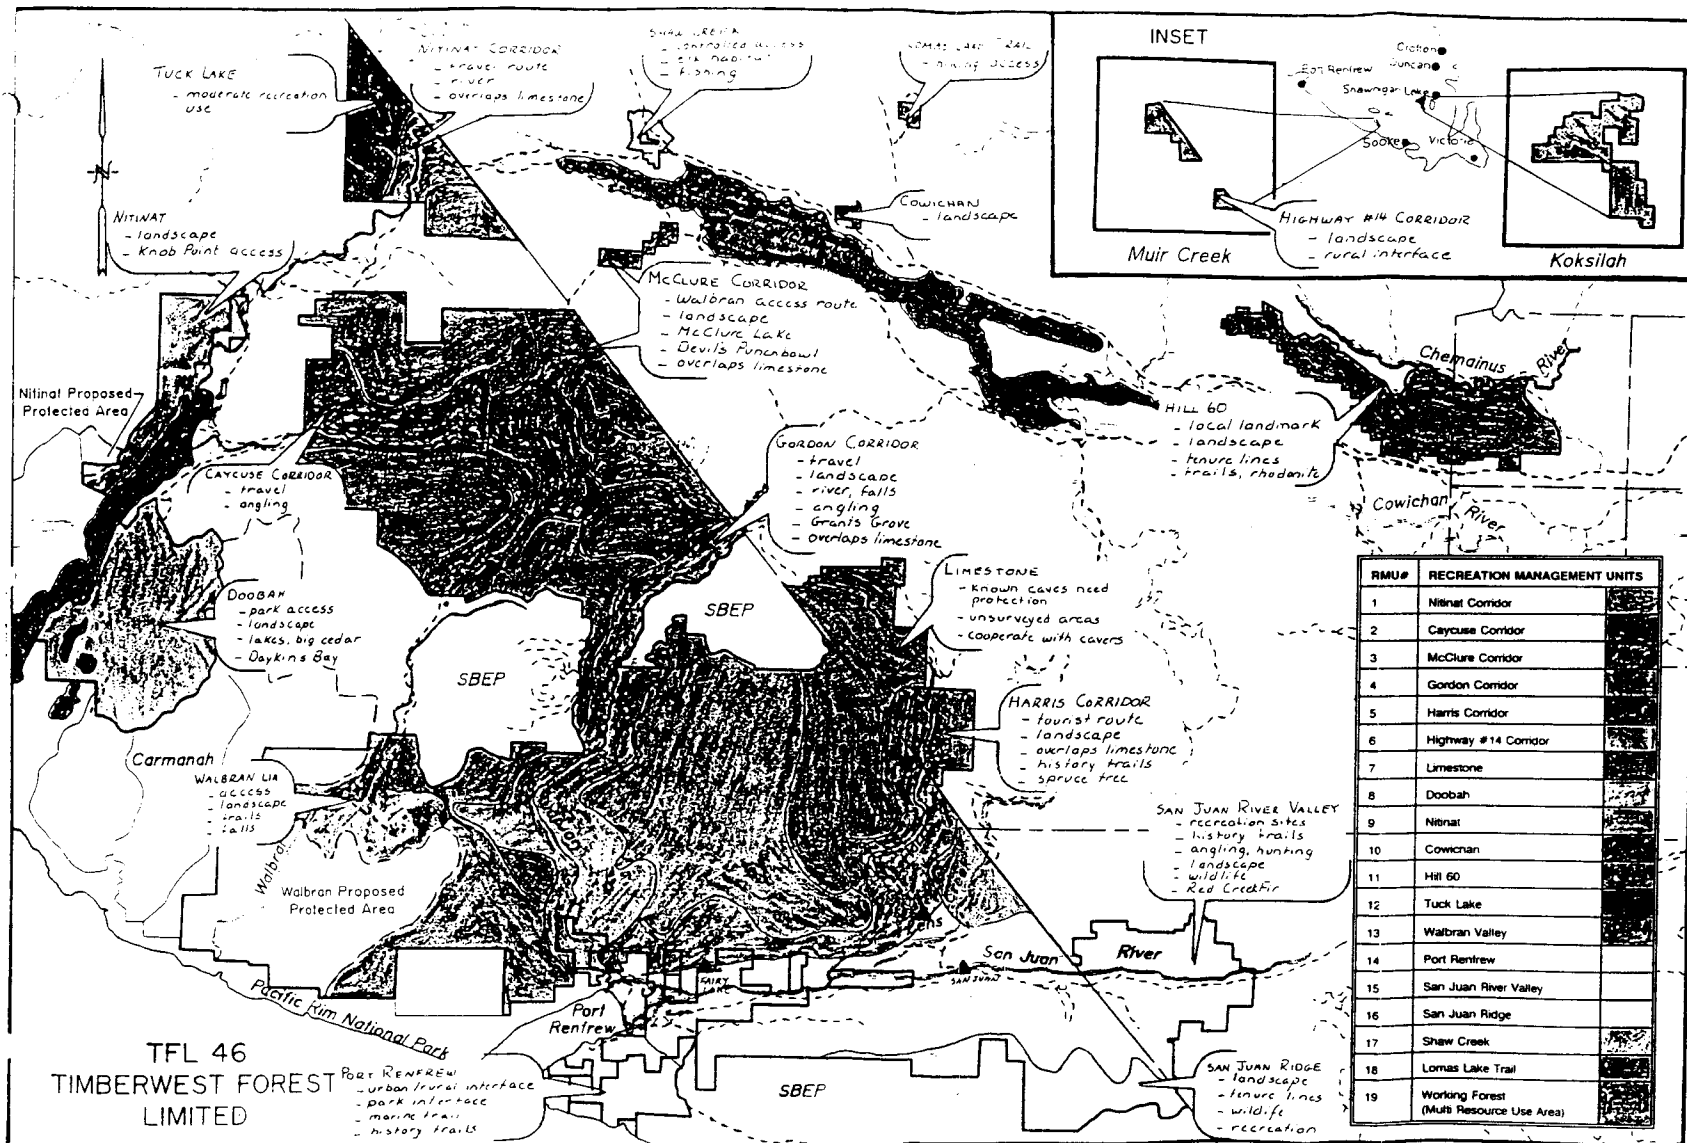 TUCK LAKE
- moderate recreation
use
NITINAT CORRIDOR
- travel route
- river
- overlaps limestone
SHAW CREEK
- controlled access
- elk habitat
- fishing
LOMAS LAKE TRAIL
- hiking access
INSET
Crofton
Duncan
Port Renfrew
Shawnigan Lake
Sooke
Victoria
HIGHWAY #14 CORRIDOR
- landscape
- rural interface
Muir Creek
Koksilah
N
NITINAT
- landscape
- Knob Point access
COWICHAN
- landscape
McCLURE CORRIDOR
- Walbran access route
- landscape
- McClure Lake
- Devil's Punchbowl
- overlaps limestone
Chemainus River
Nitinat Proposed
Protected Area
HILL 60
- local landmark
- landscape
- tenure lines
- trails, rhodonite
GORDON CORRIDOR
- travel
- landscape
- river, falls
- angling
- Grants Grove
- overlaps limestone
CAYCUSE CORRIDOR
- travel
- angling
Cowichan River
LIMESTONE
- known caves need
protection
- unsurveyed areas
- cooperate with cavers
DOOBAH
- park access
- landscape
- lakes, big cedar
- Daykins Bay
SBEP
SBEP
HARRIS CORRIDOR
- tourist route
- landscape
- overlaps limestone
- history trails
- spruce tree
Carmanah
WALBRAN LIA
- access
- landscape
- trails
- falls
Walbran
Walbran Proposed
Protected Area
SAN JUAN RIVER VALLEY
- recreation sites
- history trails
- angling, hunting
- landscape
- wildlife
- Red Creek Fir
San Juan River
SAN JUAN
FAIRY
LAKE
Port
Renfrew
Pacific Rim National Park
TFL 46
TIMBERWEST FOREST
LIMITED
PORT RENFREW
- urban/rural interface
- park interface
- marine trail
- history trails
SBEP
SAN JUAN RIDGE
- landscape
- tenure lines
- wildlife
- recreation
RMU# RECREATION MANAGEMENT UNITS
1 Nitinat Corridor
2 Caycuse Corridor
3 McClure Corridor
4 Gordon Corridor
5 Harris Corridor
6 Highway #14 Corridor
7 Limestone
8 Doobah
9 Nitinat
10 Cowichan
11 Hill 60
12 Tuck Lake
13 Walbran Valley
14 Port Renfrew
15 San Juan River Valley
16 San Juan Ridge
17 Shaw Creek
18 Lomas Lake Trail
19 Working Forest
(Multi Resource Use Area)